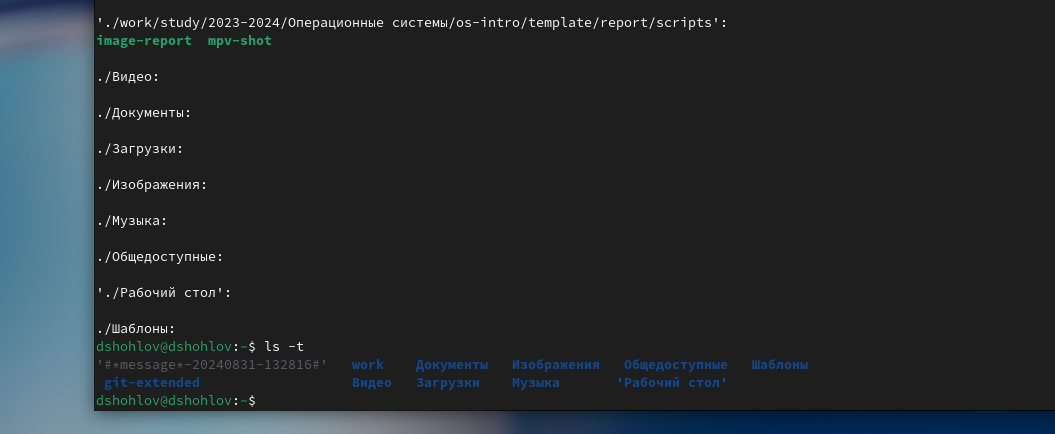 './work/study/2023-2024/Операционные системы/os-intro/template/report/scripts':
image-report  mpv-shot
./Видео:
./Документы:
./Загрузки:
./Изображения:
./Музыка:
./Общедоступные:
'./Рабочий стол':
./Шаблоны:
dshohlov@dshohlov:~$ ls -t
'#*message*-20240831-132816#'   work    Документы   Изображения   Общедоступные   Шаблоны
git-extended                   Видео   Загрузки    Музыка       'Рабочий стол'
dshohlov@dshohlov:~$